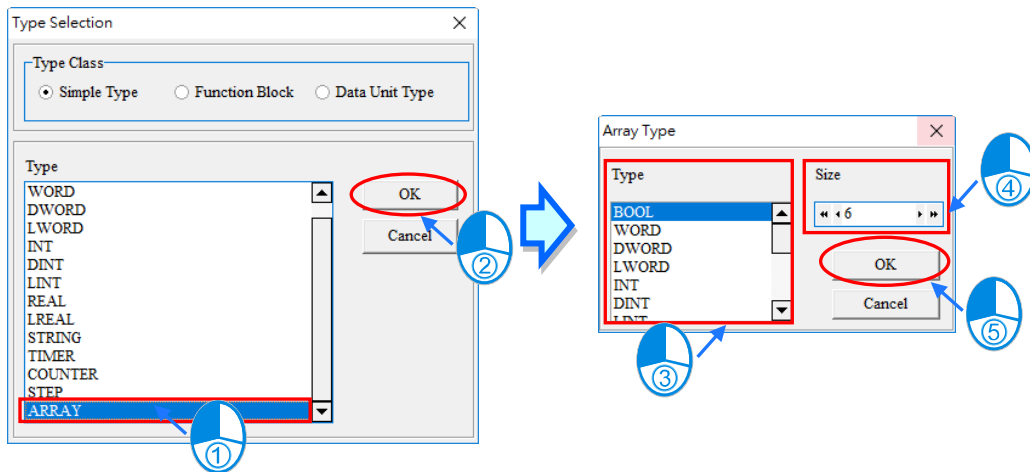 Type Selection
Type Class
Simple Type
Function Block
Data Unit Type
Type
WORD
DWORD
LWORD
INT
DINT
LINT
REAL
LREAL
STRING
TIMER
COUNTER
STEP
ARRAY
OK
Cancel
①
②
Array Type
Type
BOOL
WORD
DWORD
LWORD
INT
DINT
LINT
Size
6
OK
Cancel
③
④
⑤